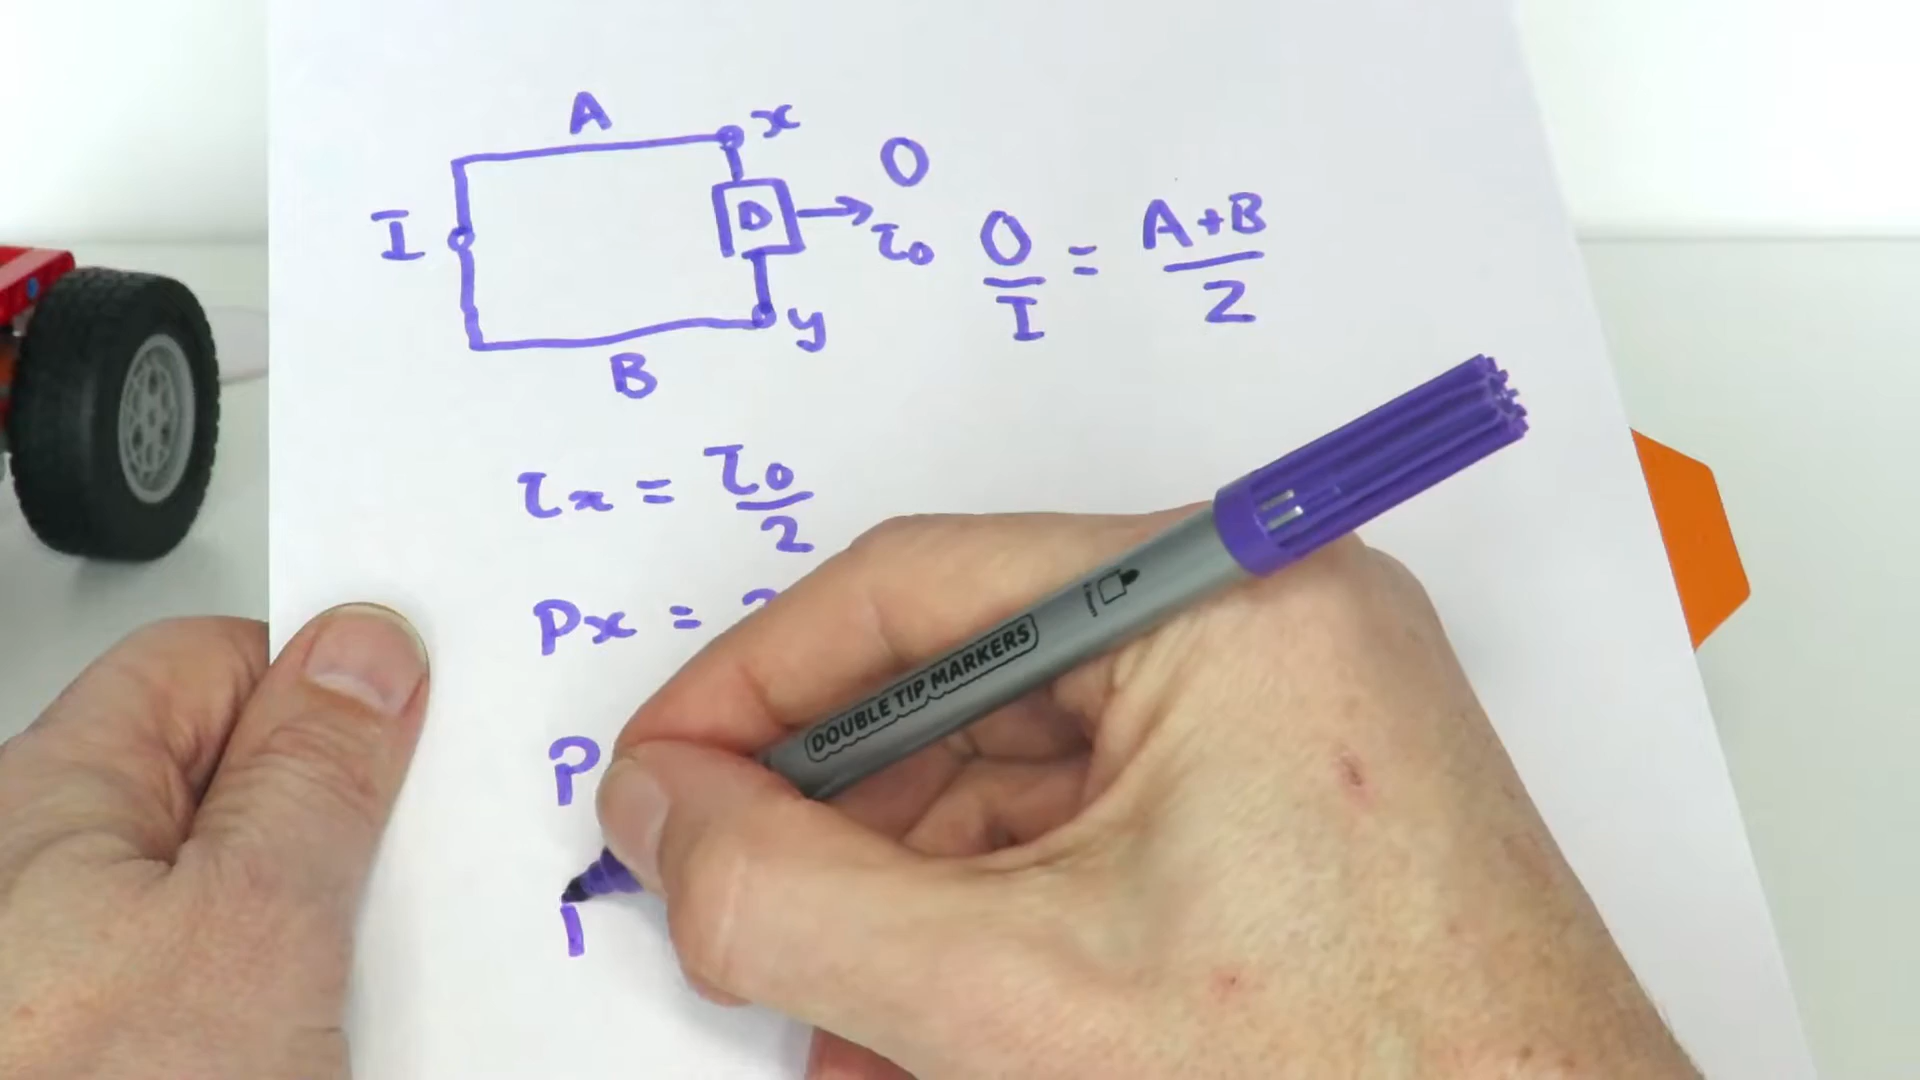 A
x
I
D
O
τo
O/I = A+B/2
y
B
τx = τo/2
Px =
P
DOUBLE TIP MARKERS